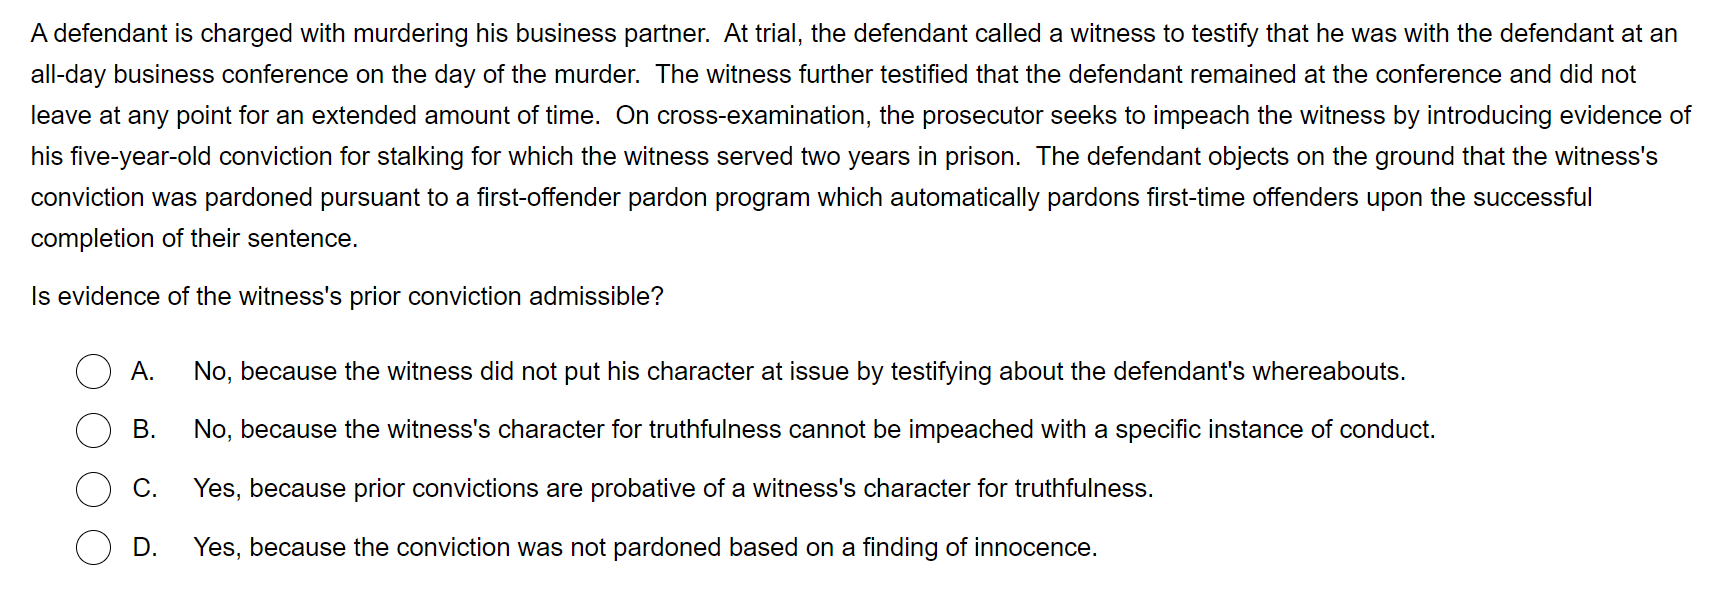 A defendant is charged with murdering his business partner.  At trial, the defendant called a witness to testify that he was with the defendant at an
all-day business conference on the day of the murder.  The witness further testified that the defendant remained at the conference and did not
leave at any point for an extended amount of time.  On cross-examination, the prosecutor seeks to impeach the witness by introducing evidence of
his five-year-old conviction for stalking for which the witness served two years in prison.  The defendant objects on the ground that the witness's
conviction was pardoned pursuant to a first-offender pardon program which automatically pardons first-time offenders upon the successful
completion of their sentence.
Is evidence of the witness's prior conviction admissible?
A. No, because the witness did not put his character at issue by testifying about the defendant's whereabouts.
B. No, because the witness's character for truthfulness cannot be impeached with a specific instance of conduct.
C. Yes, because prior convictions are probative of a witness's character for truthfulness.
D. Yes, because the conviction was not pardoned based on a finding of innocence.